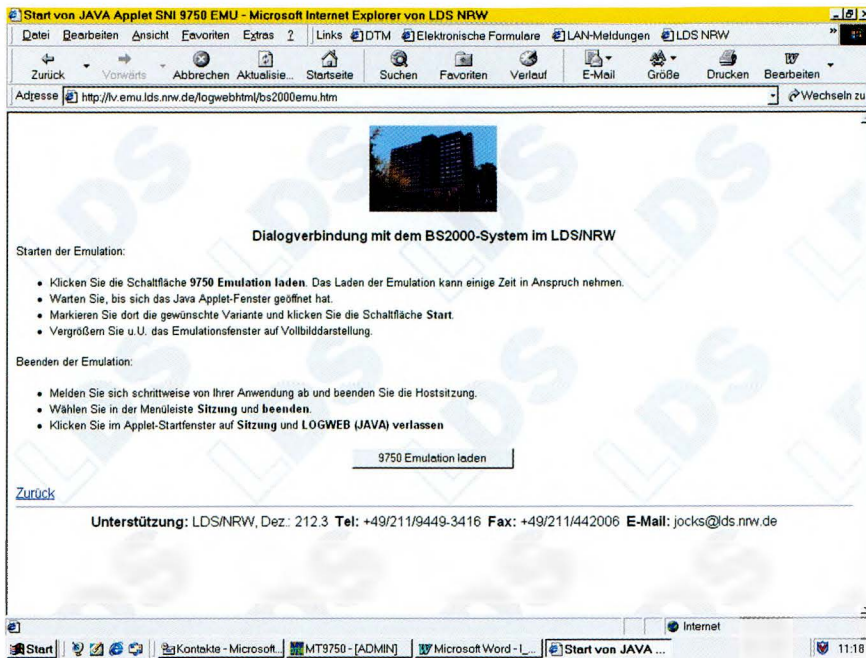 Start von JAVA Applet SNI 9750 EMU - Microsoft Internet Explorer von LDS NRW
Datei Bearbeiten Ansicht Favoriten Extras ? Links DTM Elektronische Formulare LAN-Meldungen LDS NRW »
Zurück Vorwärts Abbrechen Aktualisie... Startseite Suchen Favoriten Verlauf E-Mail Größe Drucken Bearbeiten
Adresse http://lv.emu.lds.nrw.de/logwebhtml/bs2000emu.htm Wechseln zu
Dialogverbindung mit dem BS2000-System im LDS/NRW
Starten der Emulation:
• Klicken Sie die Schaltfläche 9750 Emulation laden. Das Laden der Emulation kann einige Zeit in Anspruch nehmen.
• Warten Sie, bis sich das Java Applet-Fenster geöffnet hat.
• Markieren Sie dort die gewünschte Variante und klicken Sie die Schaltfläche Start.
• Vergrößern Sie u.U. das Emulationsfenster auf Vollbilddarstellung.
Beenden der Emulation:
• Melden Sie sich schrittweise von Ihrer Anwendung ab und beenden Sie die Hostsitzung.
• Wählen Sie in der Menüleiste Sitzung und beenden.
• Klicken Sie im Applet-Startfenster auf Sitzung und LOGWEB (JAVA) verlassen
9750 Emulation laden
Zurück
Unterstützung: LDS/NRW, Dez.: 212.3 Tel: +49/211/9449-3416 Fax: +49/211/442006 E-Mail: jocks@lds.nrw.de
Internet
Start Kontakte - Microsoft... MT9750 - [ADMIN] Microsoft Word - I_... Start von JAVA ...